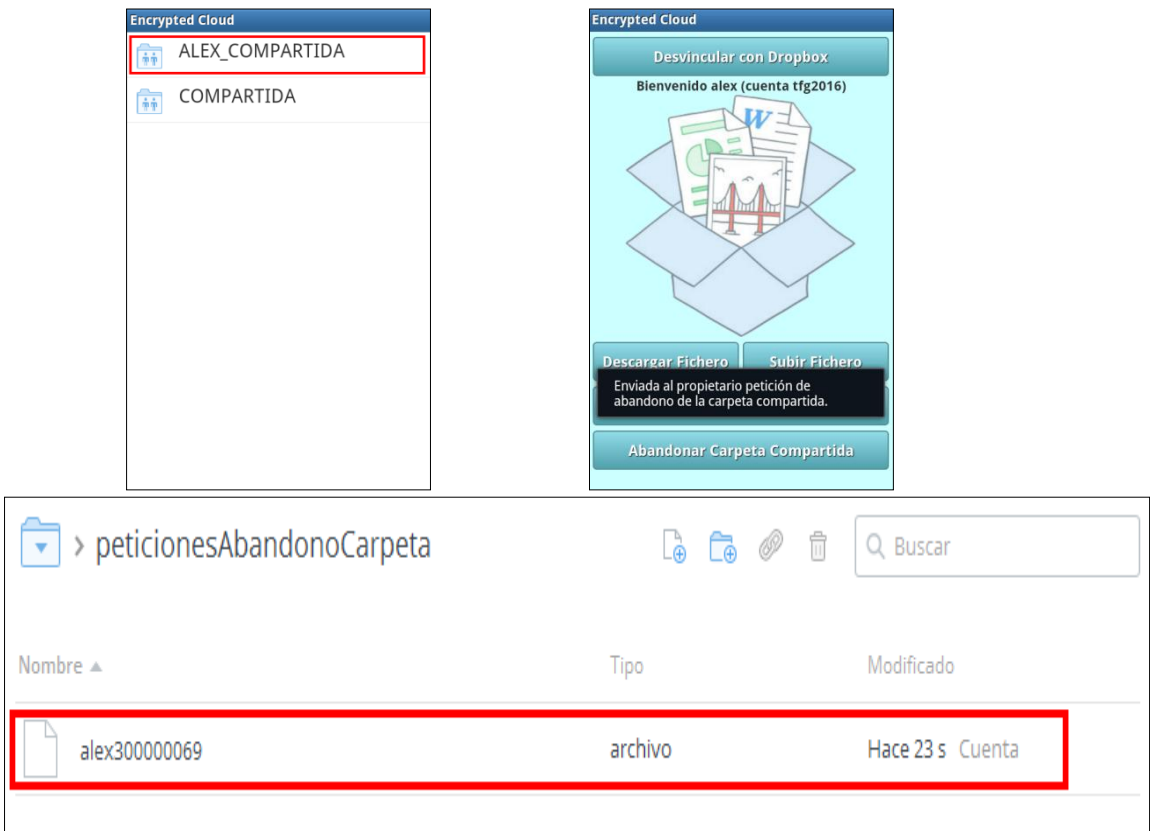 Encrypted Cloud
ALEX_COMPARTIDA
COMPARTIDA
Encrypted Cloud
Desvincular con Dropbox
Bienvenido alex (cuenta tfg2016)
W
Descargar Fichero Subir Fichero
Enviada al propietario petición de
abandono de la carpeta compartida.
Abandonar Carpeta Compartida
> peticionesAbandonoCarpeta Buscar
Nombre Tipo Modificado
alex300000069 archivo Hace 23 s Cuenta